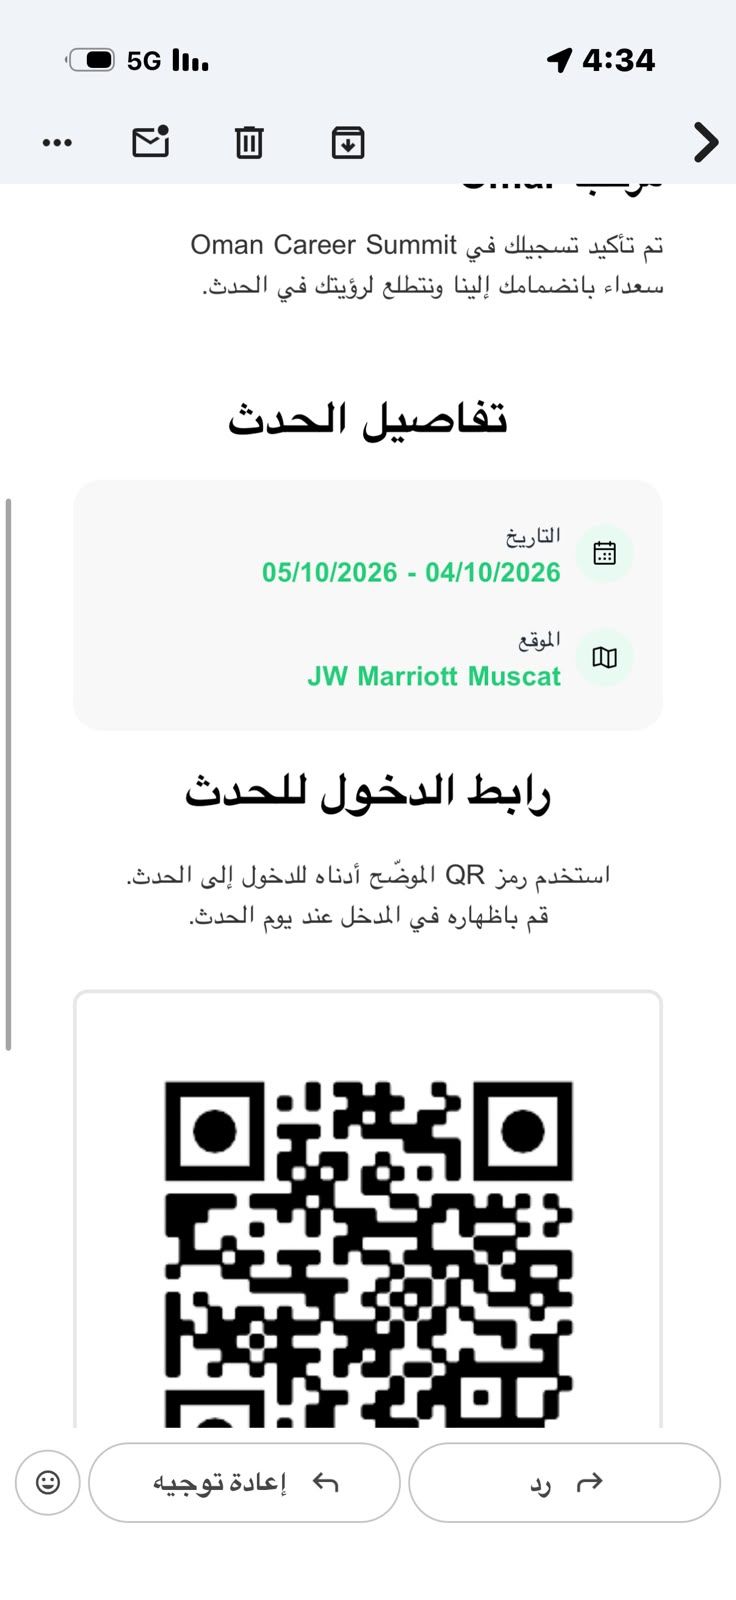 5G
4:34
تم تأكيد تسجيلك في Oman Career Summit
سعداء بانضمامك إلينا ونتطلع لرؤيتك في الحدث.
تفاصيل الحدث
التاريخ
05/10/2026 - 04/10/2026
الموقع
JW Marriott Muscat
رابط الدخول للحدث
استخدم رمز QR الموضّح أدناه للدخول إلى الحدث.
قم باظهاره في المدخل عند يوم الحدث.
رد
إعادة توجيه